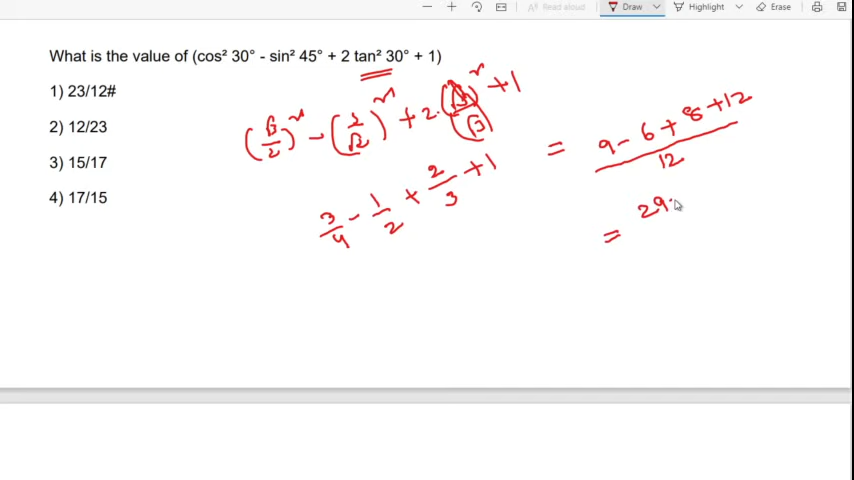 Read aloud Draw Highlight Erase
What is the value of (cos² 30° - sin² 45° + 2 tan² 30° + 1)
1) 23/12#
2) 12/23
3) 15/17
4) 17/15
(√3/2)² - (1/√2)² + 2. (√3)² + 1
3/4 - 1/2 + 2/3 + 1
= 9 - 6 + 8 + 12 / 12
= 29